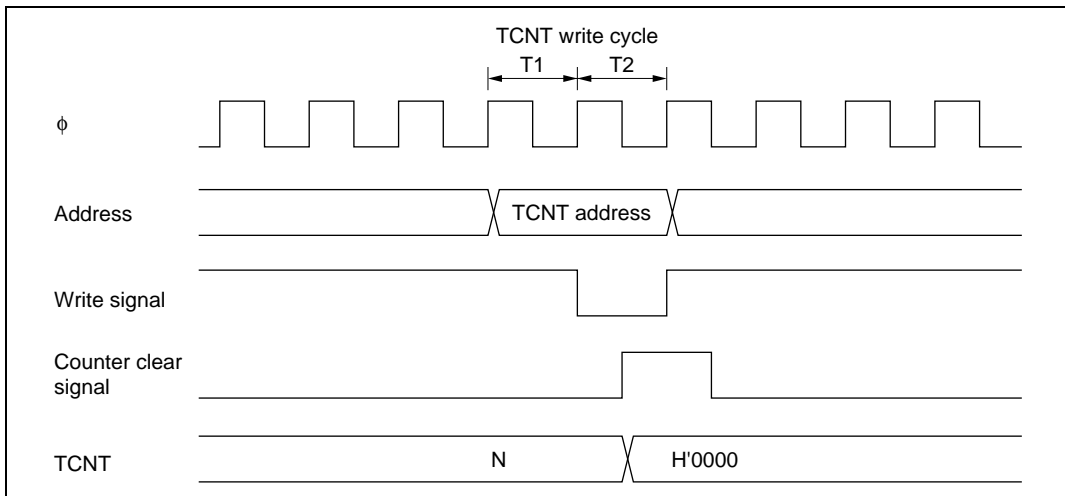 TCNT write cycle
T1 T2
ϕ
Address
TCNT address
Write signal
Counter clear
signal
TCNT
N
H'0000